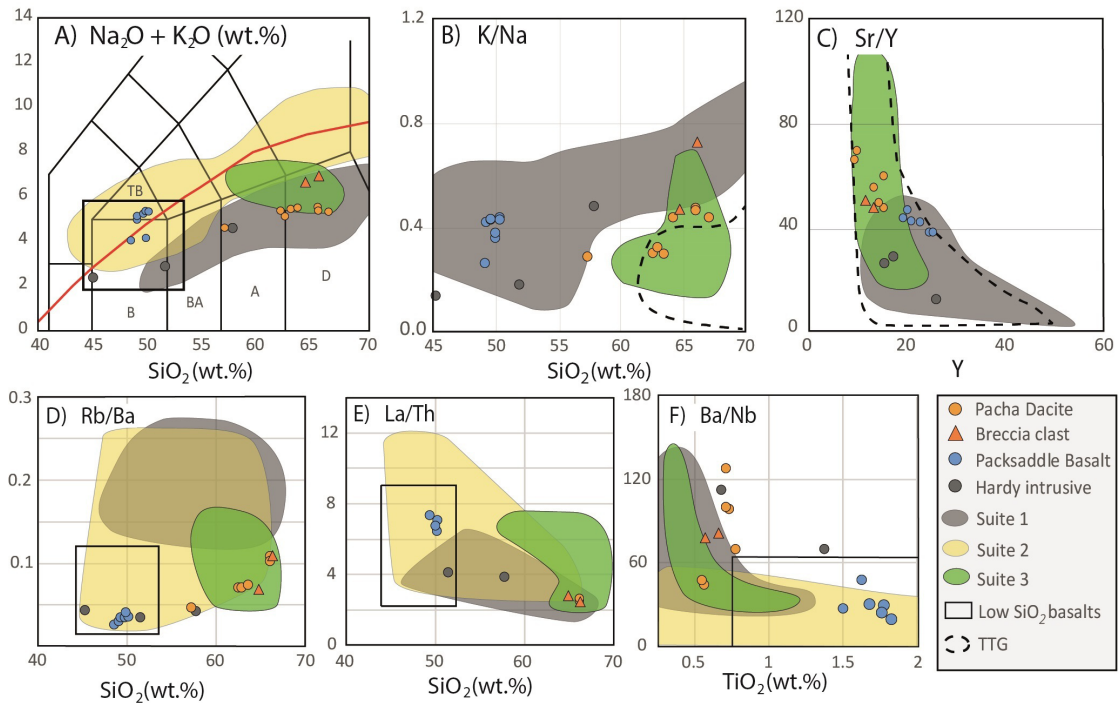 A) Na₂O + K₂O (wt.%)
14
12
10
8
6
4
2
0
TB
B
BA
A
D
40 45 50 55 60 65 70
SiO₂(wt.%)
B) K/Na
1.2
0.8
0.4
0.0
45 50 55 60 65 70
SiO₂(wt.%)
C) Sr/Y
120
80
40
0
0 20 40 60
Y
D) Rb/Ba
0.3
0.2
0.1
40 50 60 70
SiO₂(wt.%)
E) La/Th
12
8
4
0
40 50 60 70
SiO₂(wt.%)
F) Ba/Nb
180
120
60
0
0.5 1 1.5 2
TiO₂(wt.%)
Pacha Dacite
Breccia clast
Packsaddle Basalt
Hardy intrusive
Suite 1
Suite 2
Suite 3
Low SiO₂ basalts
TTG